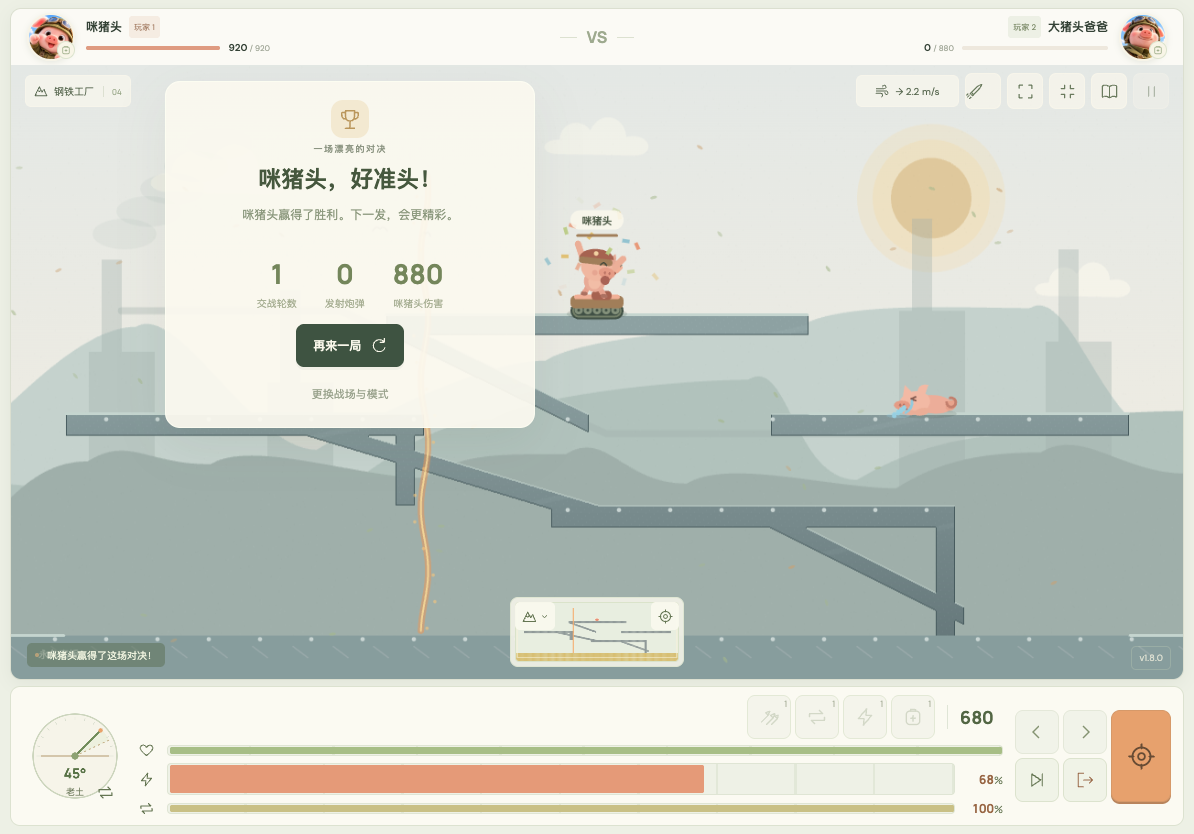 咪猪头 玩家 1
920 / 920
VS
玩家 2 大猪头爸爸
0 / 880
钢铁工厂 04
→ 2.2 m/s
一场漂亮的对决
咪猪头，好准头！
咪猪头赢得了胜利。下一发，会更精彩。
1 0 880
交战轮数 发射炮弹 咪猪头伤害
再来一局
更换战场与模式
咪猪头
咪猪头赢得了这场对决！
v1.8.0
1 1 1 1
680
45°
老土
68%
100%